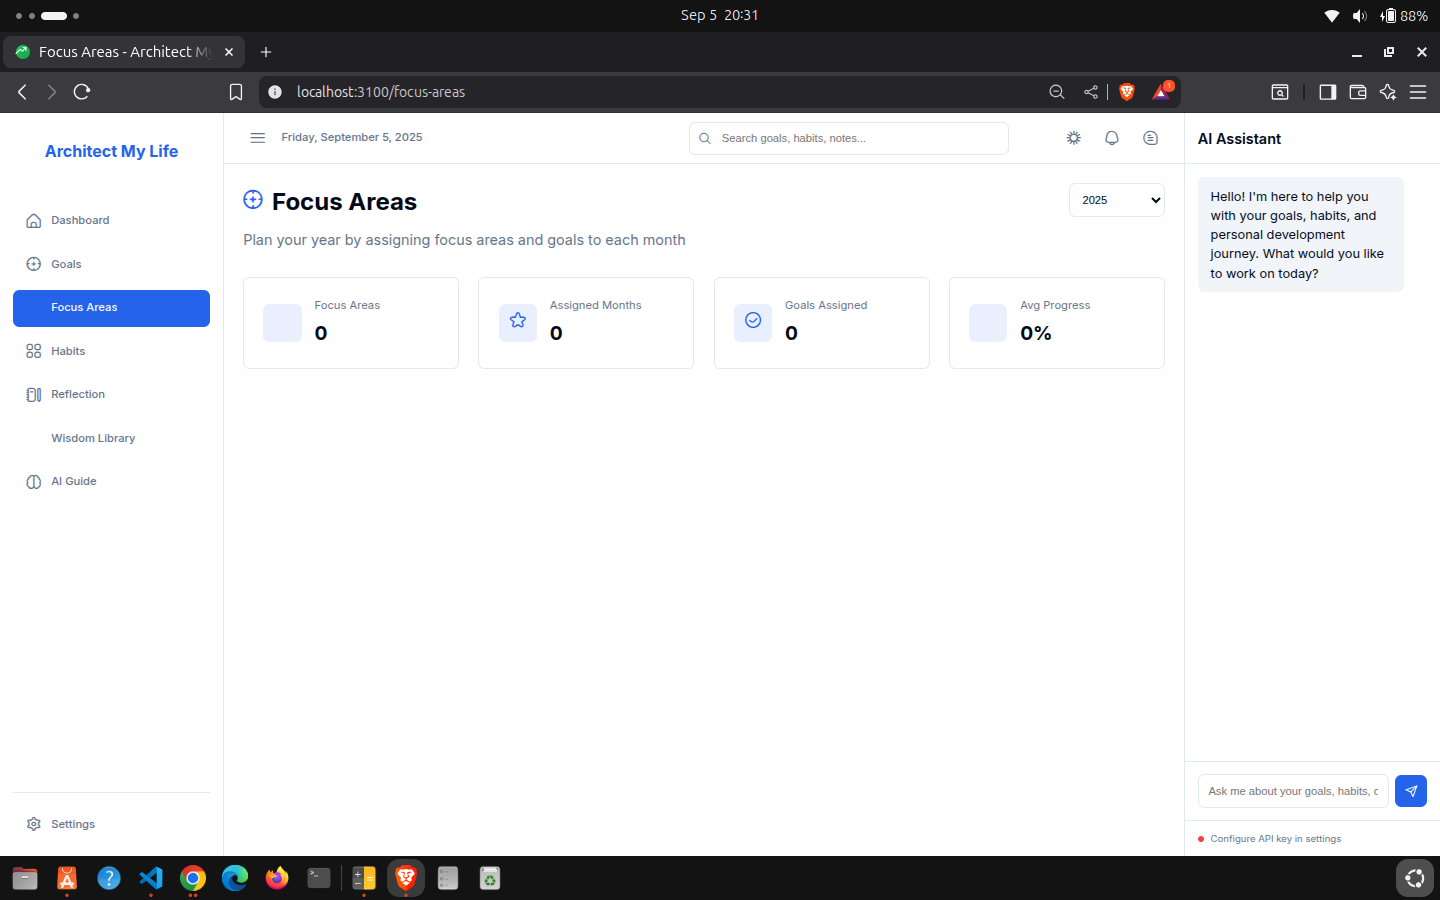 Sep 5 20:31
88%
Focus Areas - Architect My
localhost:3100/focus-areas
1
Architect My Life
Dashboard
Goals
Focus Areas
Habits
Reflection
Wisdom Library
AI Guide
Settings
Friday, September 5, 2025
Search goals, habits, notes...
Focus Areas
2025
Plan your year by assigning focus areas and goals to each month
Focus Areas
0
Assigned Months
0
Goals Assigned
0
Avg Progress
0%
AI Assistant
Hello! I'm here to help you
with your goals, habits, and
personal development
journey. What would you like
to work on today?
Ask me about your goals, habits, c
Configure API key in settings